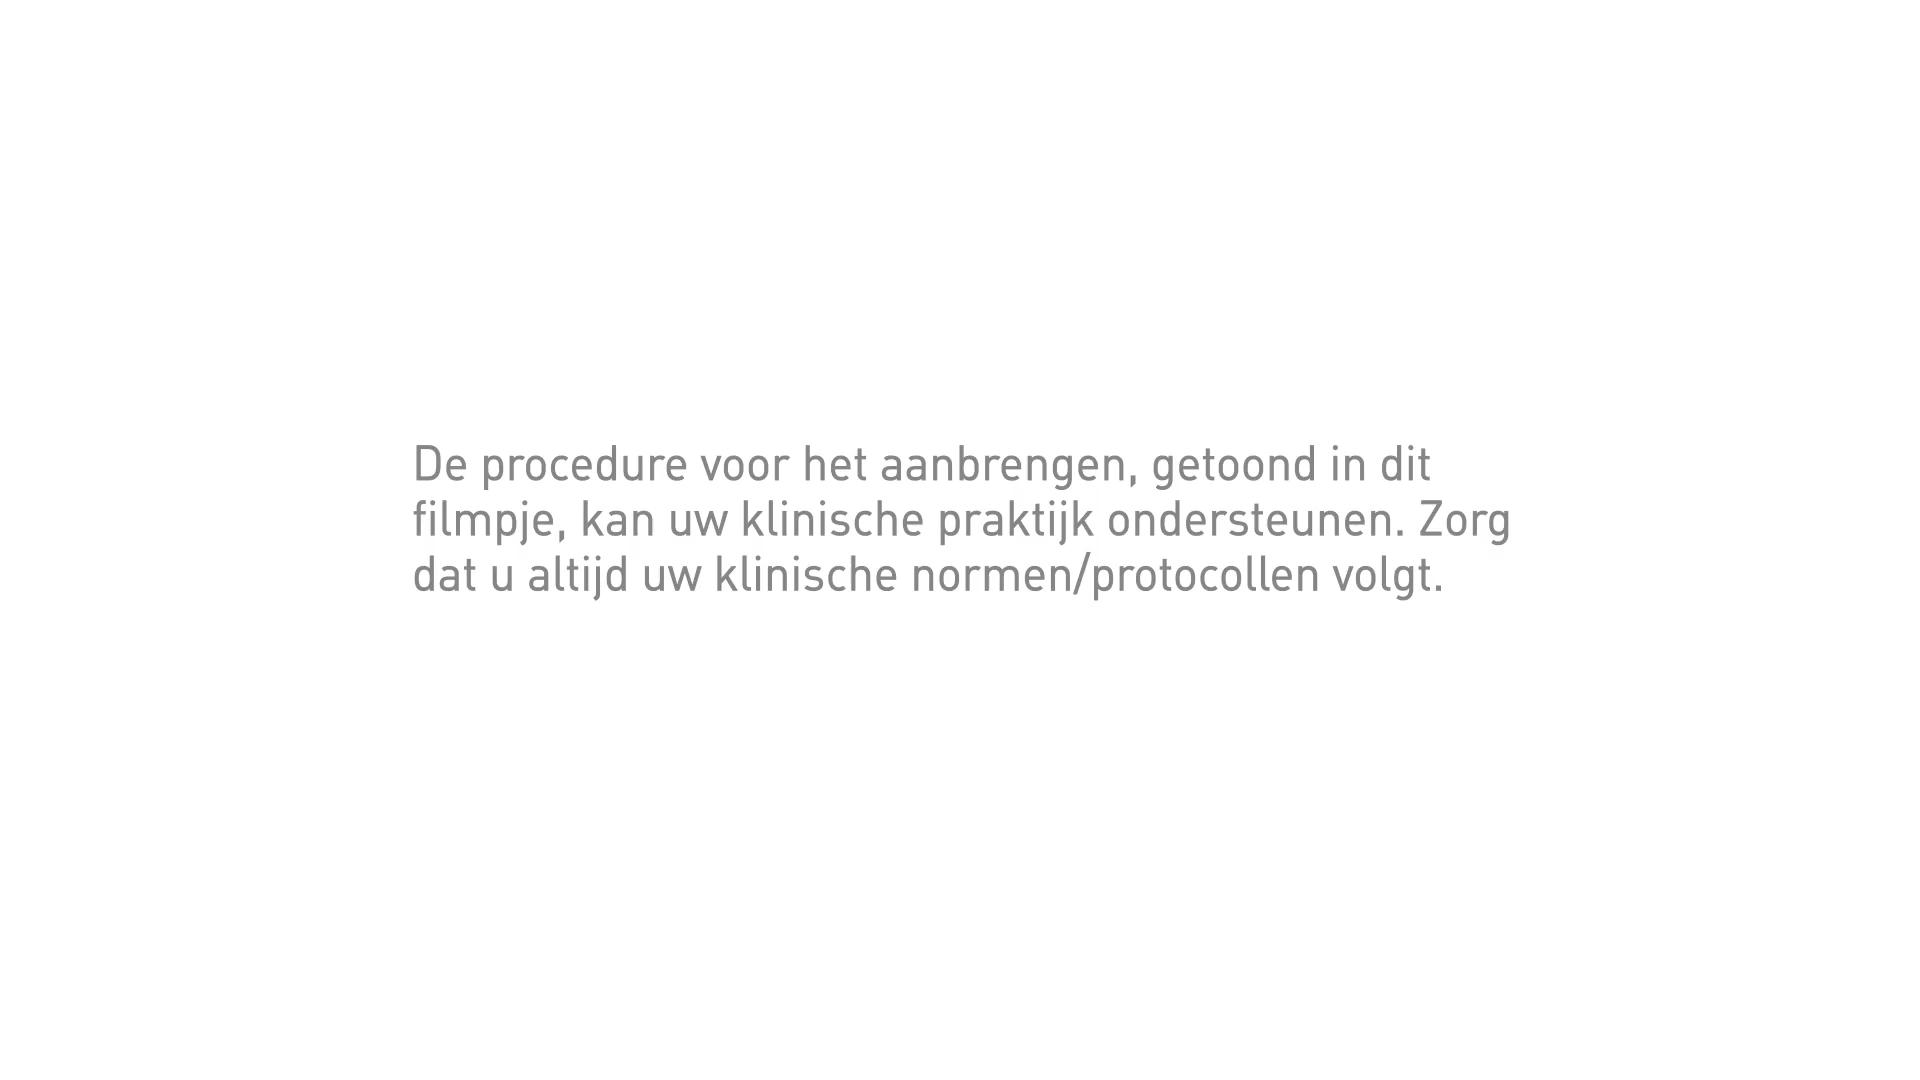 De procedure voor het aanbrengen, getoond in dit
filmpje, kan uw klinische praktijk ondersteunen. Zorg
dat u altijd uw klinische normen/protocollen volgt.